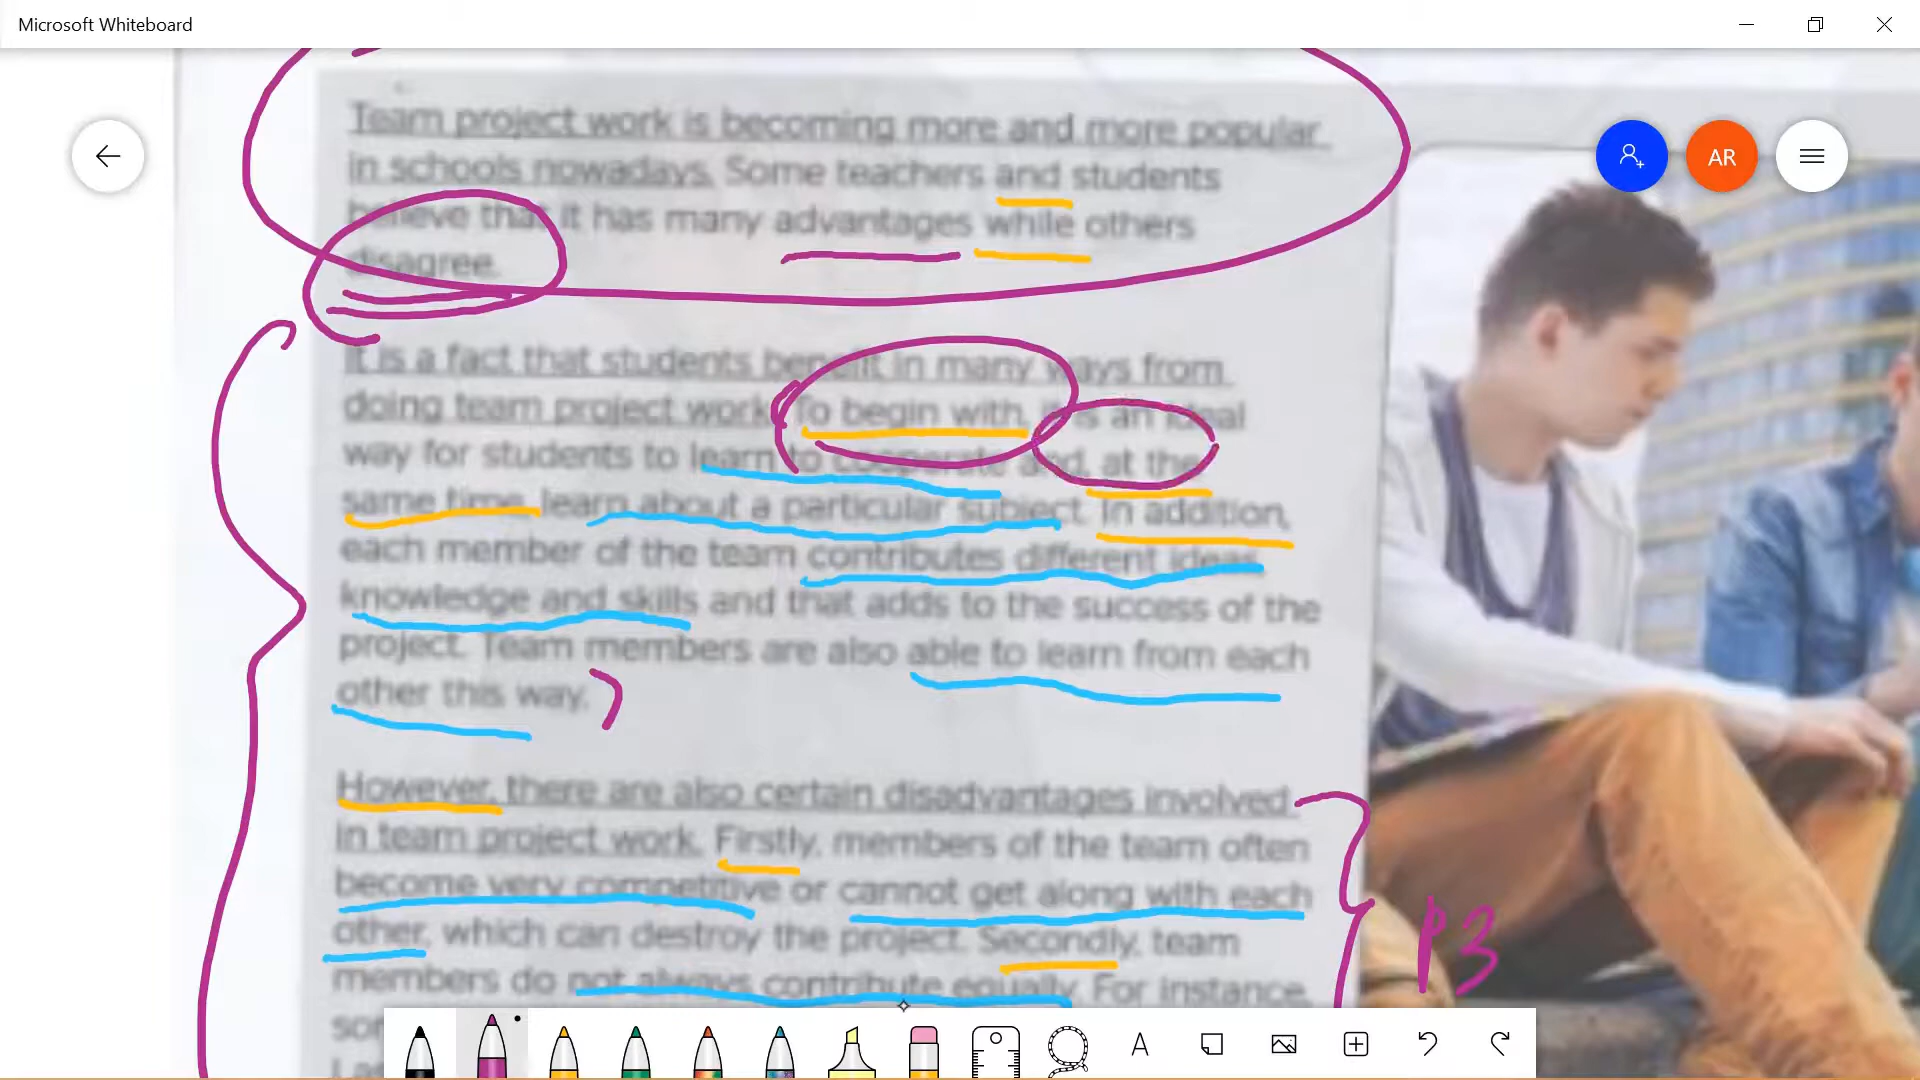 Microsoft Whiteboard
Team project work is becoming more and more popular
in schools nowadays. Some teachers and students
believe that it has many advantages while others
disagree.
AR
It is a fact that students benefit in many ways from
doing team project work. To begin with, it is an ideal
way for students to learn to cooperate and, at the
same time, learn about a particular subject. In addition,
each member of the team contributes different ideas
knowledge and skills and that adds to the success of the
project. Team members are also able to learn from each
other this way.
However, there are also certain disadvantages involved
in team project work. Firstly, members of the team often
become very competitive or cannot get along with each
other, which can destroy the project. Secondly, team
members do not always contribute equally. For instance,
P3